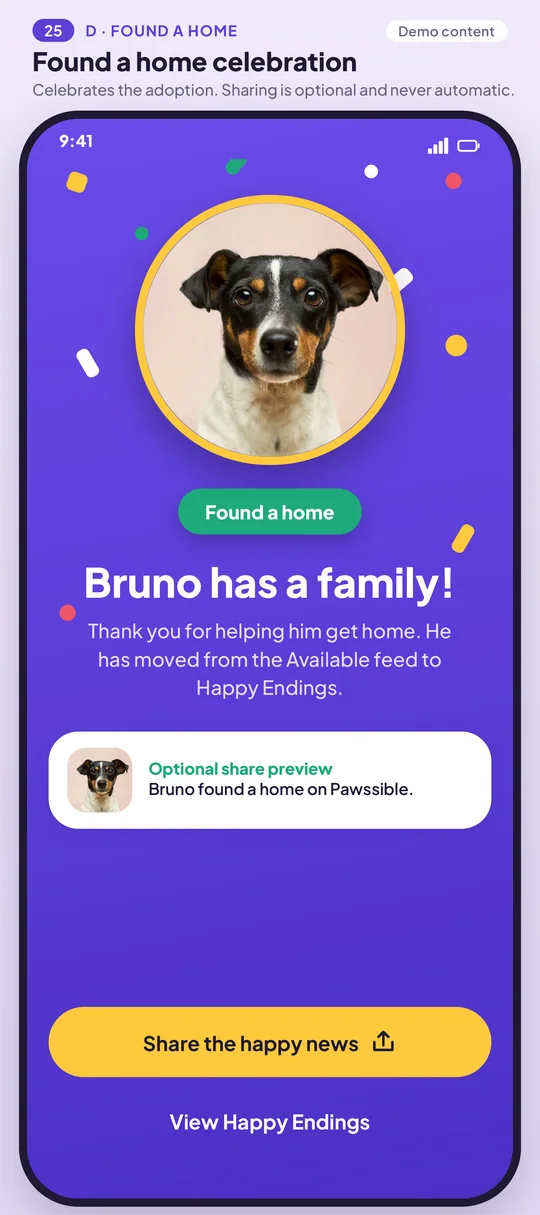 25
D · FOUND A HOME
Demo content
Found a home celebration
Celebrates the adoption. Sharing is optional and never automatic.
9:41
Found a home
Bruno has a family!
Thank you for helping him get home. He
has moved from the Available feed to
Happy Endings.
Optional share preview
Bruno found a home on Pawssible.
Share the happy news
View Happy Endings